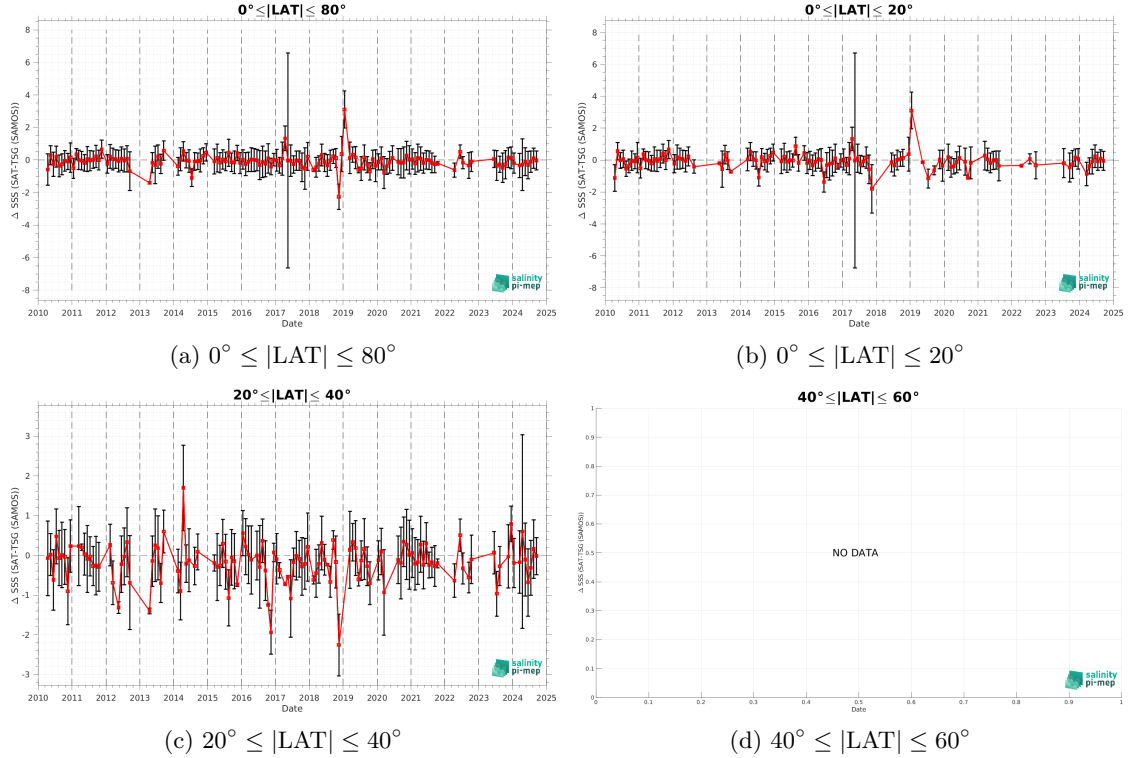 0°≤|LAT|≤ 80°
8
6
4
2
0
-2
-4
-6
-8
Δ SSS (SAT-TSG (SAMOS))
2010 2011 2012 2013 2014 2015 2016 2017 2018 2019 2020 2021 2022 2023 2024 2025
Date
salinity
pi-mep
(a) 0° ≤ |LAT| ≤ 80°
0°≤|LAT|≤ 20°
8
6
4
2
0
-2
-4
-6
-8
Δ SSS (SAT-TSG (SAMOS))
2010 2011 2012 2013 2014 2015 2016 2017 2018 2019 2020 2021 2022 2023 2024 2025
Date
salinity
pi-mep
(b) 0° ≤ |LAT| ≤ 20°
20°≤|LAT|≤ 40°
3
2
1
0
-1
-2
-3
Δ SSS (SAT-TSG (SAMOS))
2010 2011 2012 2013 2014 2015 2016 2017 2018 2019 2020 2021 2022 2023 2024 2025
Date
salinity
pi-mep
(c) 20° ≤ |LAT| ≤ 40°
40°≤|LAT|≤ 60°
1
0.9
0.8
0.7
0.6
0.5
0.4
0.3
0.2
0.1
0
Δ SSS (SAT-TSG (SAMOS))
NO DATA
0 0.1 0.2 0.3 0.4 0.5 0.6 0.7 0.8 0.9 1
Date
salinity
pi-mep
(d) 40° ≤ |LAT| ≤ 60°